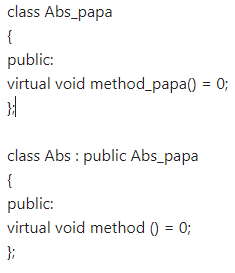 class Abs_papa
{
public:
virtual void method_papa() = 0;
};
class Abs : public Abs_papa
{
public:
virtual void method () = 0;
};